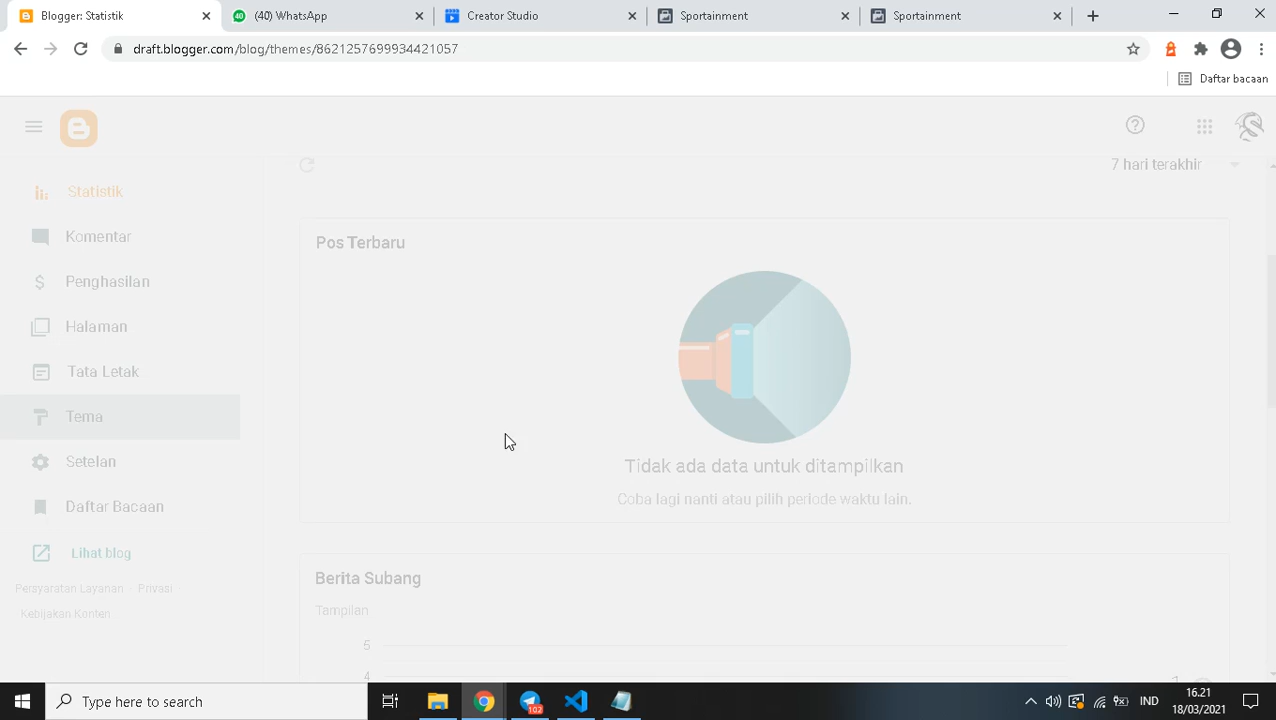 Blogger: Statistik
(40) WhatsApp
Creator Studio
Sportainment
Sportainment
draft.blogger.com/blog/themes/8621257699934421057
Daftar bacaan
7 hari terakhir
Statistik
Komentar
Penghasilan
Halaman
Tata Letak
Tema
Setelan
Daftar Bacaan
Lihat blog
Persyaratan Layanan
Privasi
Kebijakan Konten
Pos Terbaru
Tidak ada data untuk ditampilkan
Coba lagi nanti atau pilih periode waktu lain.
Berita Subang
Tampilan
5
4
1
Type here to search
102
IND
16.21
18/03/2021